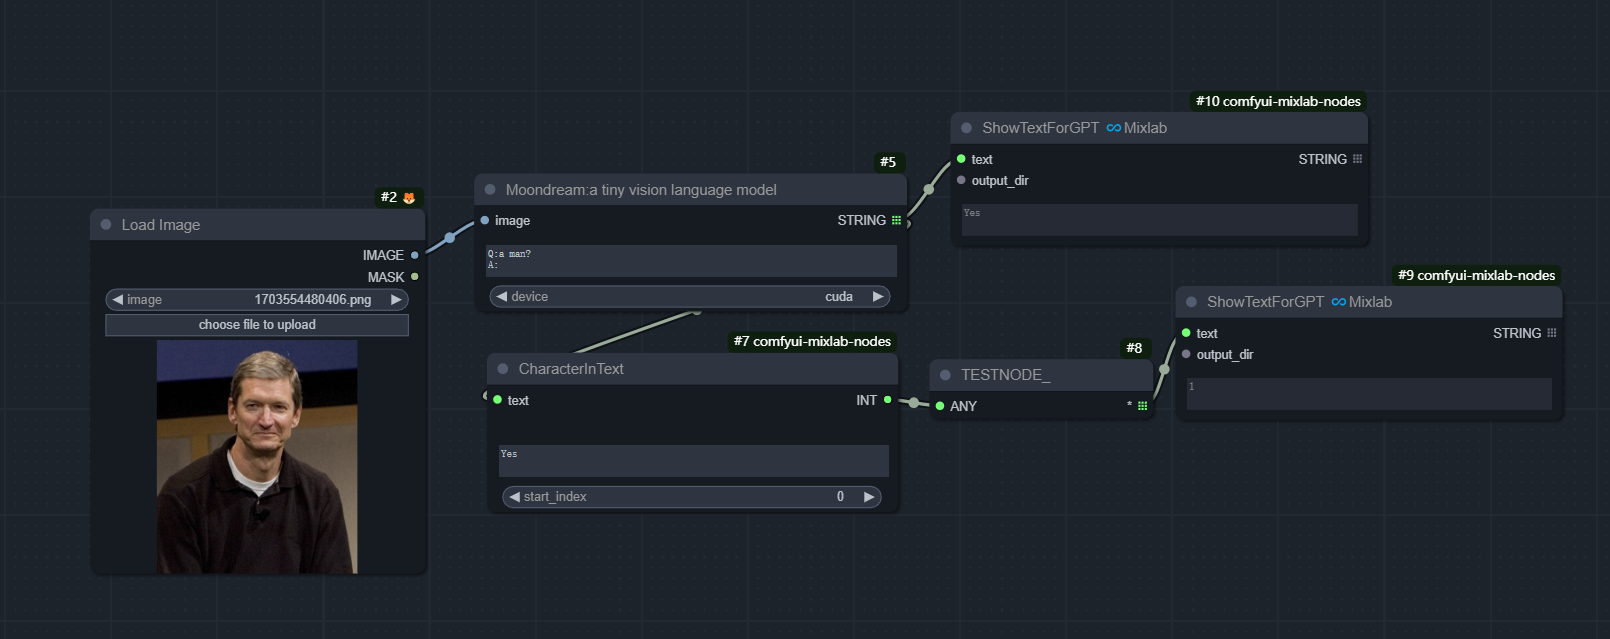 #2
Load Image
IMAGE
MASK
image 1703554480406.png
choose file to upload
#5
Moondream:a tiny vision language model
image STRING
Q:a man?
A:
device cuda
#7 comfyui-mixlab-nodes
CharacterInText
text INT
Yes
start_index 0
#8
TESTNODE_
ANY *
#10 comfyui-mixlab-nodes
ShowTextForGPT Mixlab
text STRING
output_dir
Yes
#9 comfyui-mixlab-nodes
ShowTextForGPT Mixlab
text STRING
output_dir
1